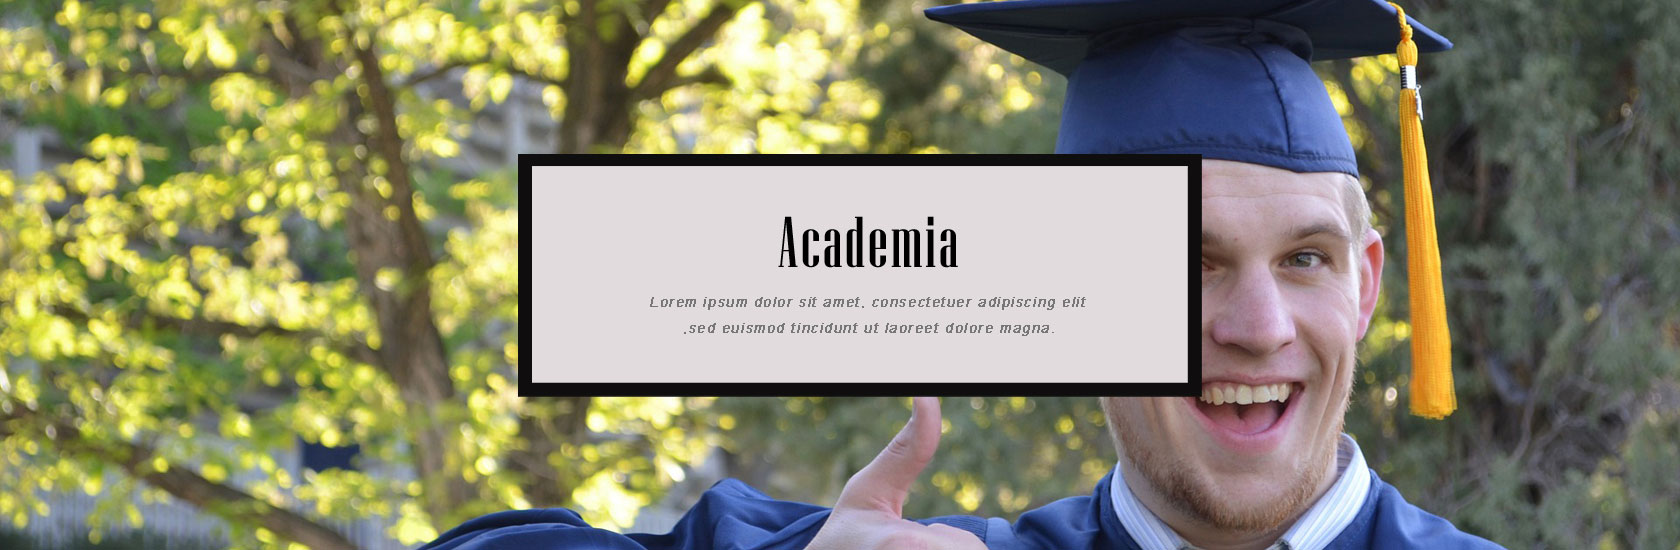 Academia
Lorem ipsum dolor sit amet, consectetuer adipiscing elit
,sed euismod tincidunt ut laoreet dolore magna.